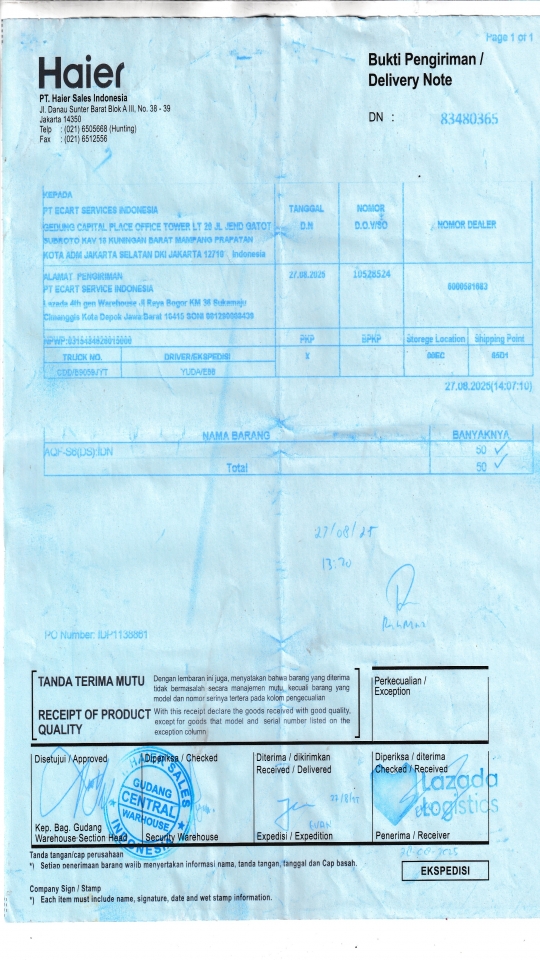 Page 1 of 1
Haier
Bukti Pengiriman /
Delivery Note
PT. Haier Sales Indonesia
Jl. Danau Sunter Barat Blok A III, No. 38 - 39
Jakarta 14350
Telp : (021) 6505668 (Hunting)
Fax : (021) 6512556
DN : 83480365
KEPADA
PT ECART SERVICES INDONESIA
GEDUNG CAPITAL PLACE OFFICE TOWER LT 20 JL JEHD GATOT
SUBROTO KAV.18 KUNINGAN BARAT MAMPANG PRAPATAN
KOTA ADM JAKARTA SELATAN DKI JAKARTA 12710 Indonesia
TANGGAL
D.N
NOMOR
D.O.Y/SO
NOMOR DEALER
ALAMAT PENGIRIMAN
PT ECART SERVICE INDONESIA
Lazada 4th gen Warehouse Jl Raya Bogor KM 36 Sukamaju
Cimanggis Kota Depok Jawa Barat 16415
27.08.2025
10528524
NPWP:
PKP
BPKP
Storege Location
Shipping Point
TRUCK NO.
DRIVER/EKSPEDISI
X
27.08.2025(14:07:10)
NAMA BARANG
BANYAKNYA
AQF-S6(DS):IDN
50 ✓
Total
50 ✓
27/08/25
PO Number: IDP1138861
TANDA TERIMA MUTU
Dengan lembaran ini juga, menyatakan bahwa barang yang diterima
tidak bermasalah secara manajemen mutu, kecuali barang yang
model dan nomor serinya tertera pada kolom pengecualian
RECEIPT OF PRODUCT
QUALITY
With this receipt declare the goods received with good quality,
except for goods that model and serial number listed on the
exception column
Perkecualian /
Exception
Disetujui / Approved
Diperiksa / Checked
Diterima / dikirimkan
Received / Delivered
Diperiksa / diterima
Checked / Received
HAIER SALES
GUDANG
CENTRAL
WAREHOUSE
INDONESIA
Lazada
Logistics
27/8/25
Kep. Bag. Gudang
Warehouse Section Head
Security Warehouse
Expedisi / Expedition
Penerima / Receiver
Tanda tangan/cap perusahaan
*) Setiap penerimaan barang wajib menyertakan informasi nama, tanda tangan, tanggal dan Cap basah.
EKSPEDISI
Company Sign / Stamp
*) Each item must include name, signature, date and wet stamp information.